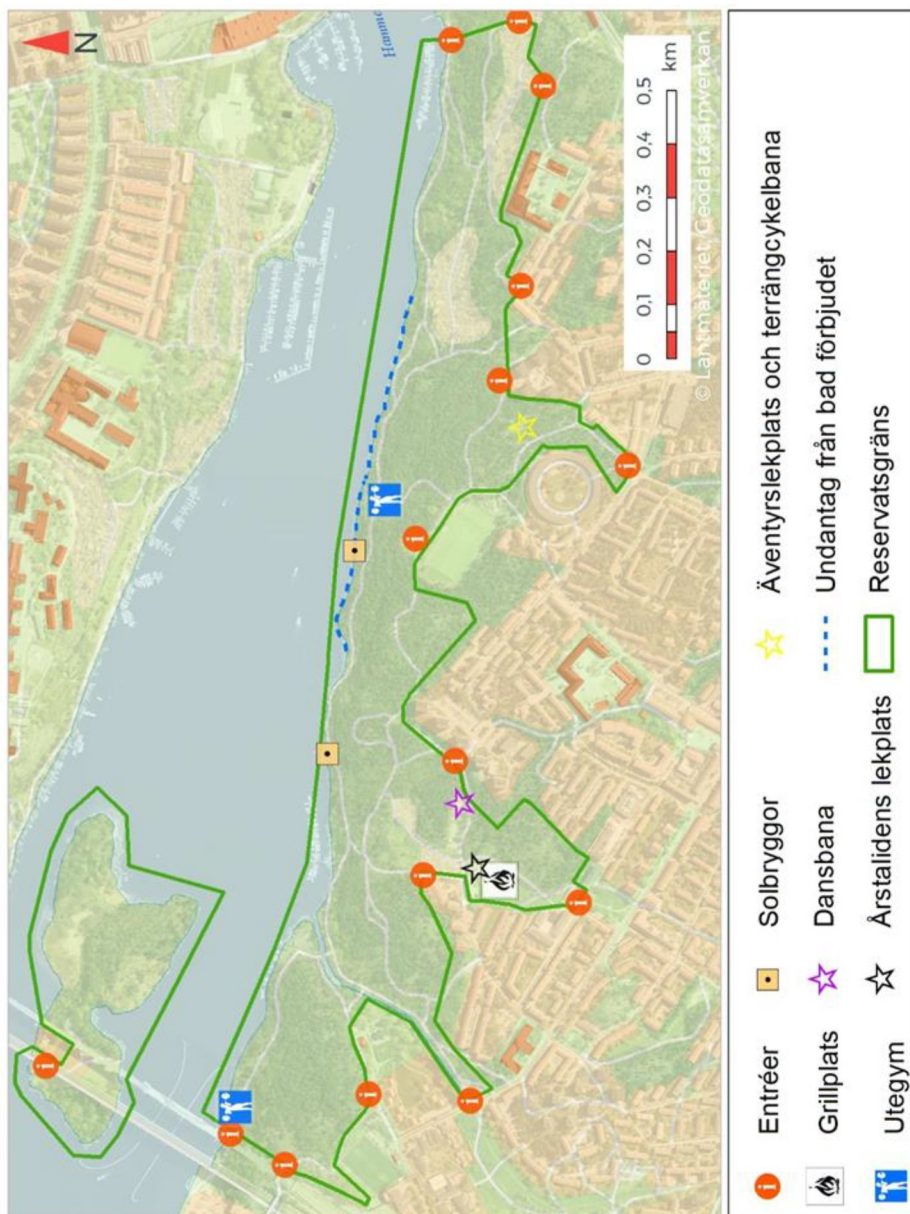 N
0 0,1 0,2 0,3 0,4 0,5
km
© Lantmäteriet, Geodatasamverkan
Entréer
Grillplats
Utegym
Solbryggor
Dansbana
Årstalidens lekplats
Äventyrslekplats och terrängcykelbana
Undantag från bad förbjudet
Reservatsgräns